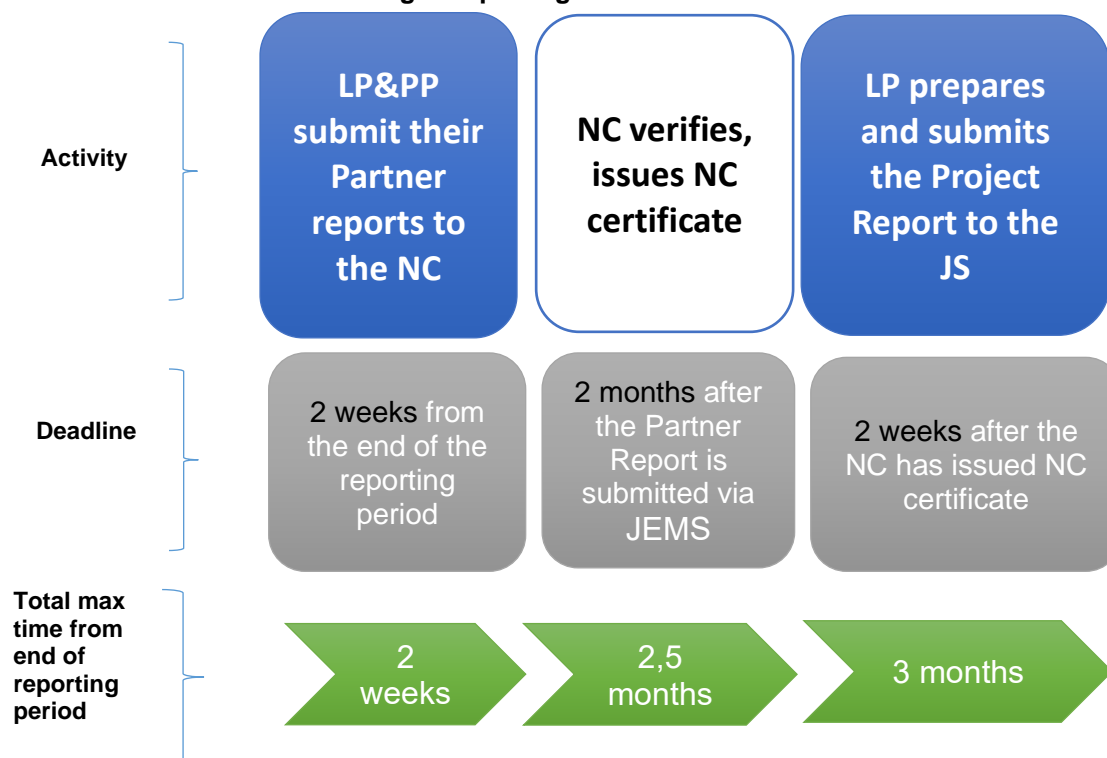 Activity
LP&PP
submit their
Partner
reports to
the NC
NC verifies,
issues NC
certificate
LP prepares
and submits
the Project
Report to the
JS
Deadline
2 weeks from
the end of the
reporting
period
2 months after
the Partner
Report is
submitted via
JEMS
2 weeks after the
NC has issued NC
certificate
Total max
time from
end of
reporting
period
2
weeks
2,5
months
3 months